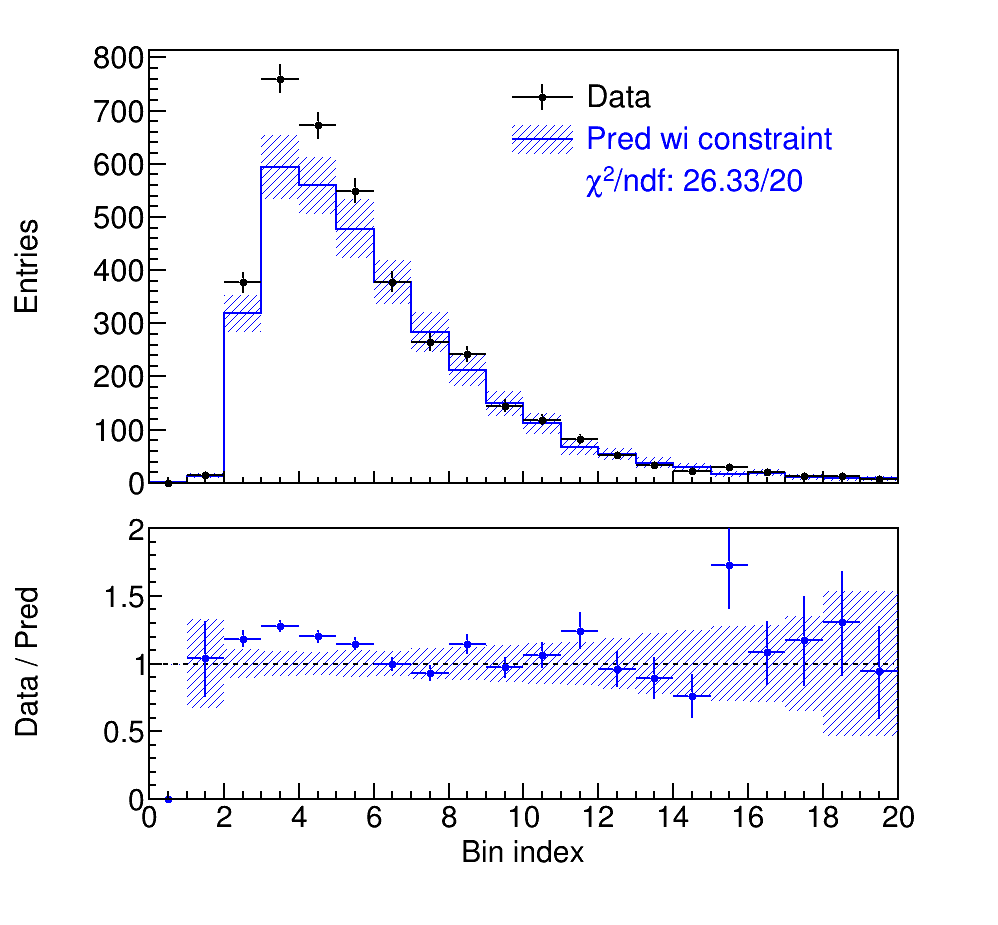 800
700
600
500
400
300
200
100
0
Entries
Data
Pred wi constraint
χ²/ndf: 26.33/20
2
1.5
1
0.5
0
Data / Pred
0 2 4 6 8 10 12 14 16 18 20
Bin index